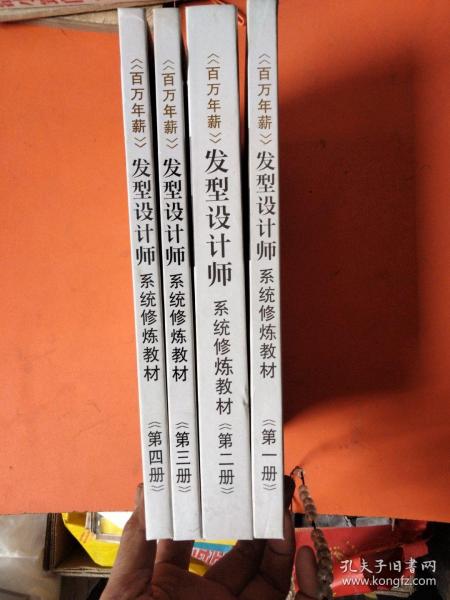 《百万年薪》发型设计师 系统修炼教材 《第四册》
《百万年薪》发型设计师 系统修炼教材 《第三册》
《百万年薪》发型设计师 系统修炼教材 《第二册》
《百万年薪》发型设计师 系统修炼教材 《第一册》
孔夫子旧书网
www.kongfz.com